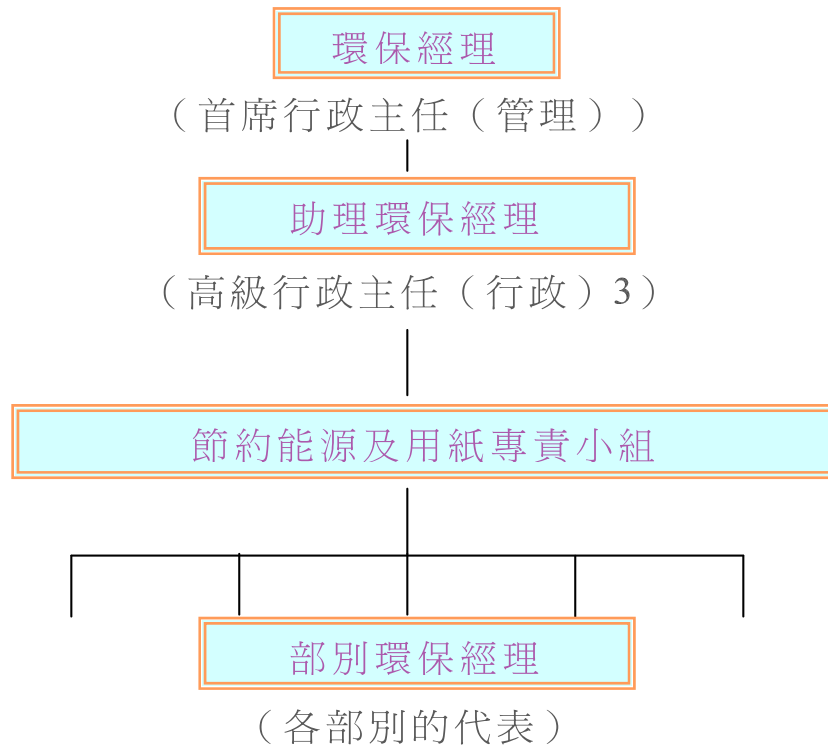 環保經理
（首席行政主任（管理））
助理環保經理
（高級行政主任（行政）3）
節約能源及用紙專責小組
部別環保經理
（各部別的代表）